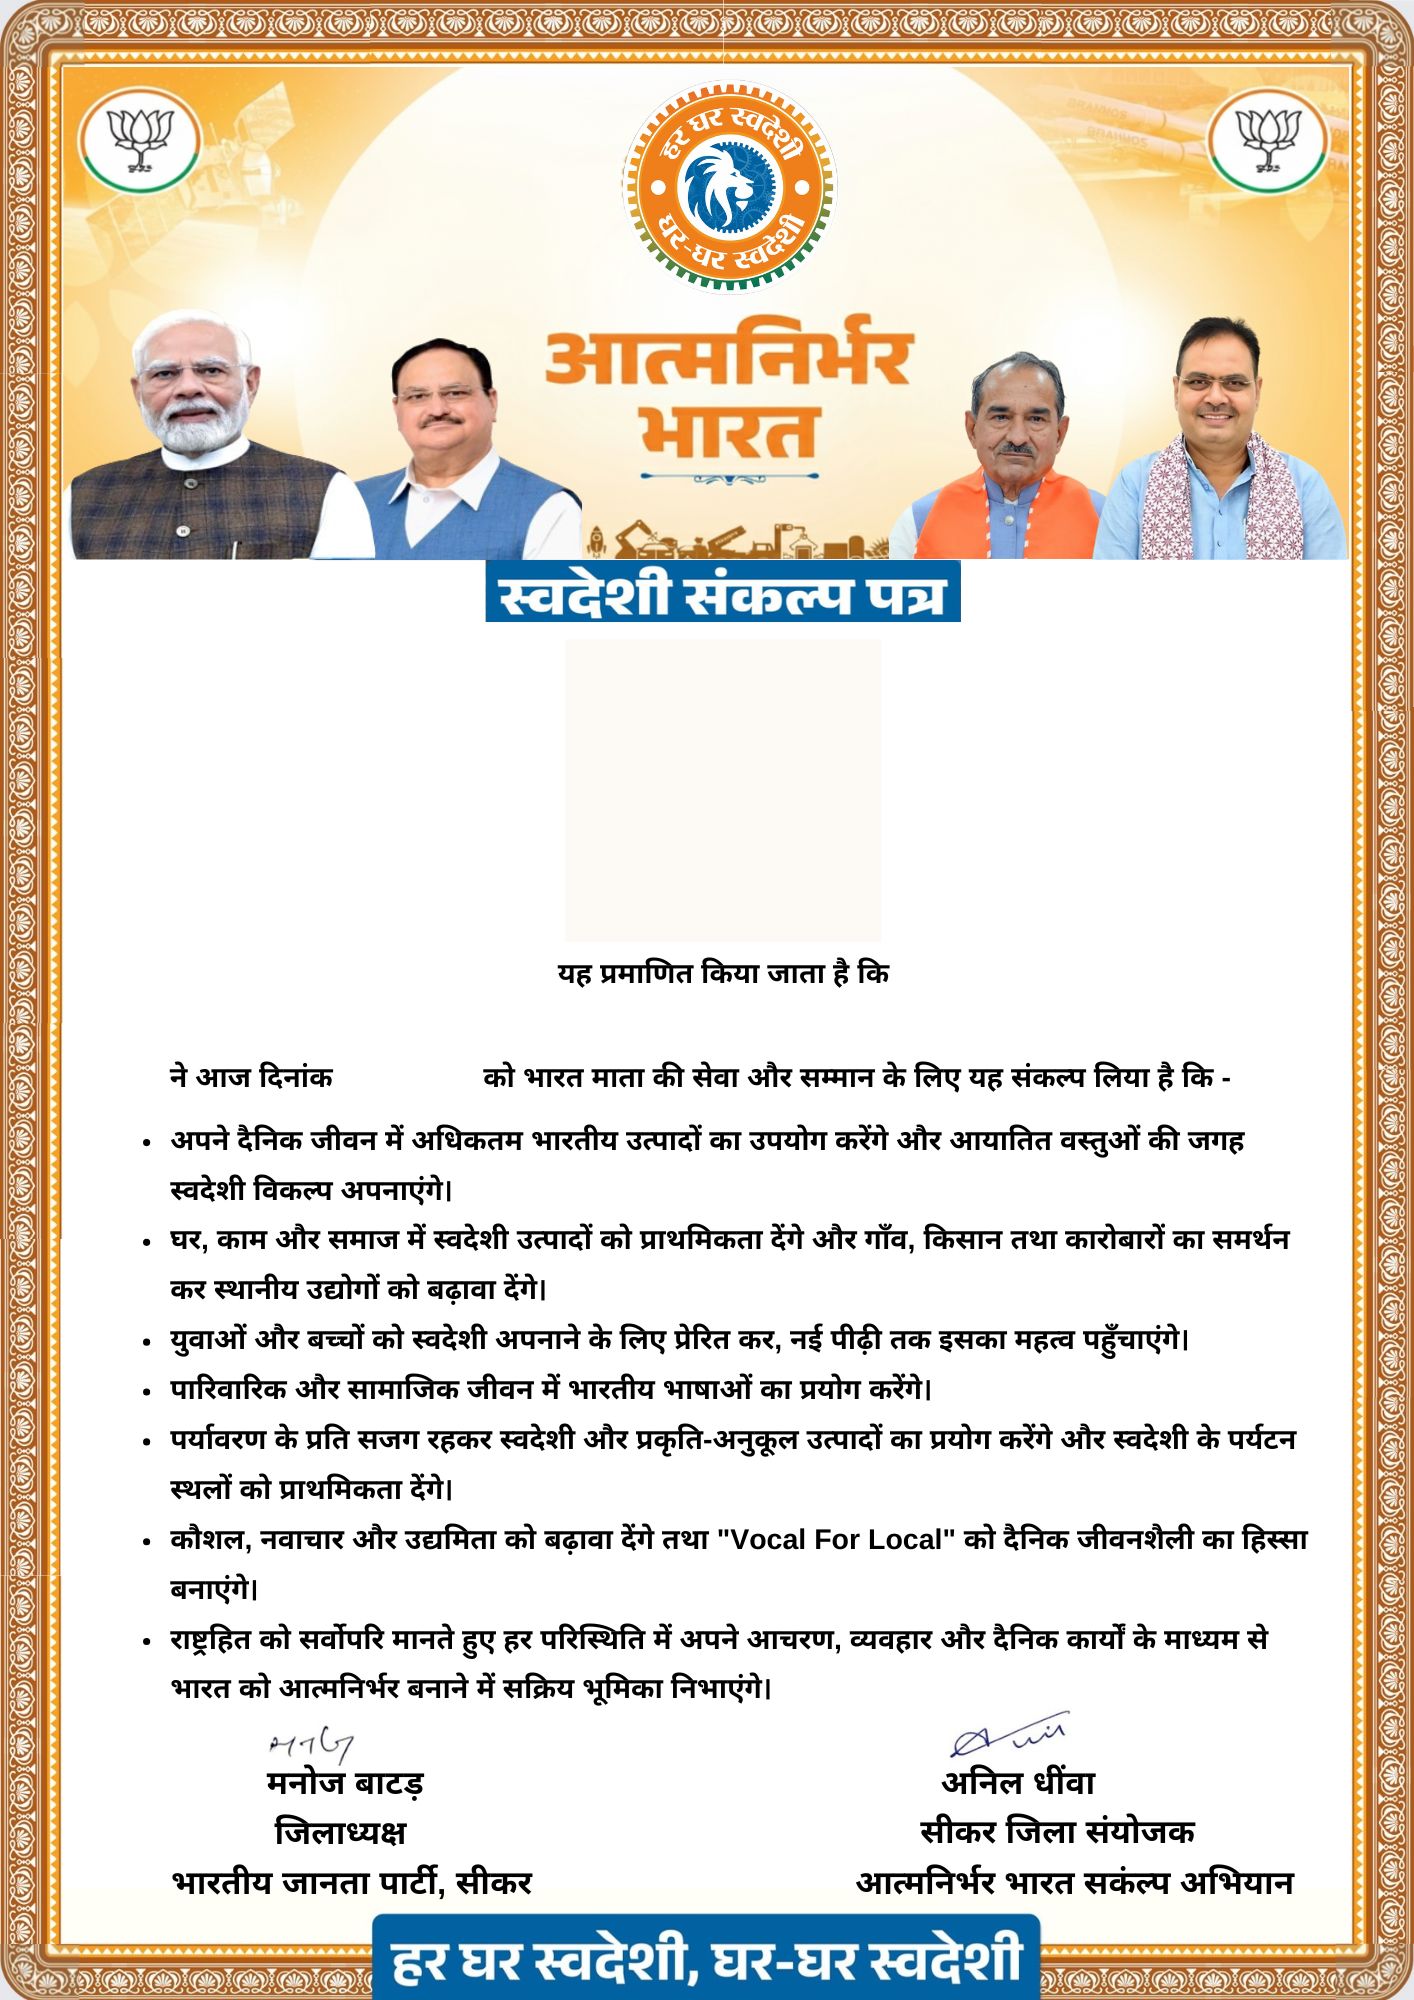 हर घर स्वदेशी
घर-घर स्वदेशी
BRAHMOS
BRAHMOS
आत्मनिर्भर
भारत
स्वदेशी संकल्प पत्र
यह प्रमाणित किया जाता है कि
ने आज दिनांक को भारत माता की सेवा और सम्मान के लिए यह संकल्प लिया है कि -
• अपने दैनिक जीवन में अधिकतम भारतीय उत्पादों का उपयोग करेंगे और आयातित वस्तुओं की जगह
स्वदेशी विकल्प अपनाएंगे।
• घर, काम और समाज में स्वदेशी उत्पादों को प्राथमिकता देंगे और गाँव, किसान तथा कारोबारों का समर्थन
कर स्थानीय उद्योगों को बढ़ावा देंगे।
• युवाओं और बच्चों को स्वदेशी अपनाने के लिए प्रेरित कर, नई पीढ़ी तक इसका महत्व पहुँचाएंगे।
• पारिवारिक और सामाजिक जीवन में भारतीय भाषाओं का प्रयोग करेंगे।
• पर्यावरण के प्रति सजग रहकर स्वदेशी और प्रकृति-अनुकूल उत्पादों का प्रयोग करेंगे और स्वदेशी के पर्यटन
स्थलों को प्राथमिकता देंगे।
• कौशल, नवाचार और उद्यमिता को बढ़ावा देंगे तथा "Vocal For Local" को दैनिक जीवनशैली का हिस्सा
बनाएंगे।
• राष्ट्रहित को सर्वोपरि मानते हुए हर परिस्थिति में अपने आचरण, व्यवहार और दैनिक कार्यों के माध्यम से
भारत को आत्मनिर्भर बनाने में सक्रिय भूमिका निभाएंगे।
मनोज बाटड़
जिलाध्यक्ष
भारतीय जानता पार्टी, सीकर
अनिल धींवा
सीकर जिला संयोजक
आत्मनिर्भर भारत सकंल्प अभियान
हर घर स्वदेशी, घर-घर स्वदेशी